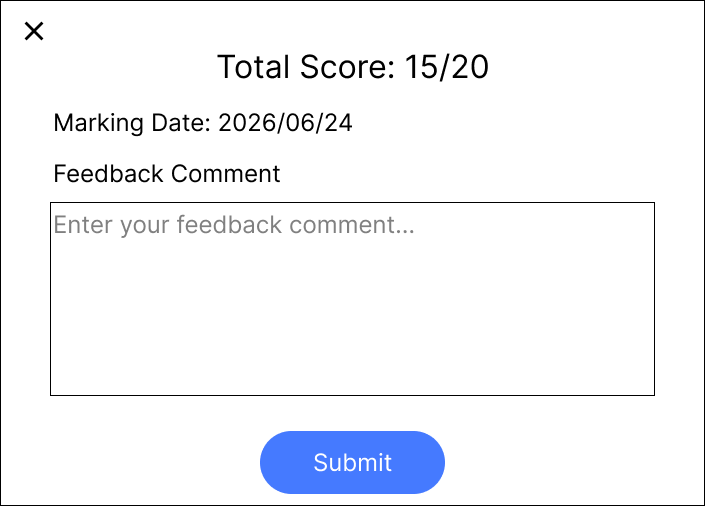 Total Score: 15/20
Marking Date: 2026/06/24
Feedback Comment
Enter your feedback comment...
Submit